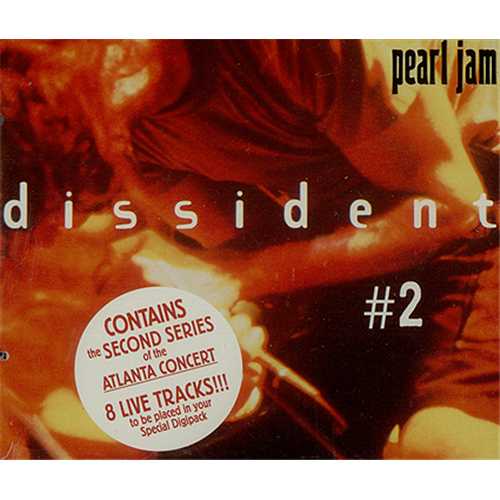 pearl jam
dissident
#2
CONTAINS
the SECOND SERIES
of the
ATLANTA CONCERT
8 LIVE TRACKS!!!
to be placed in your
Special Digipack